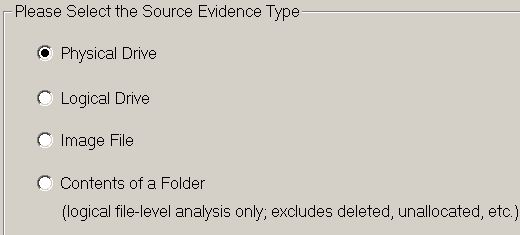 Please Select the Source Evidence Type
Physical Drive
Logical Drive
Image File
Contents of a Folder
(logical file-level analysis only; excludes deleted, unallocated, etc.)